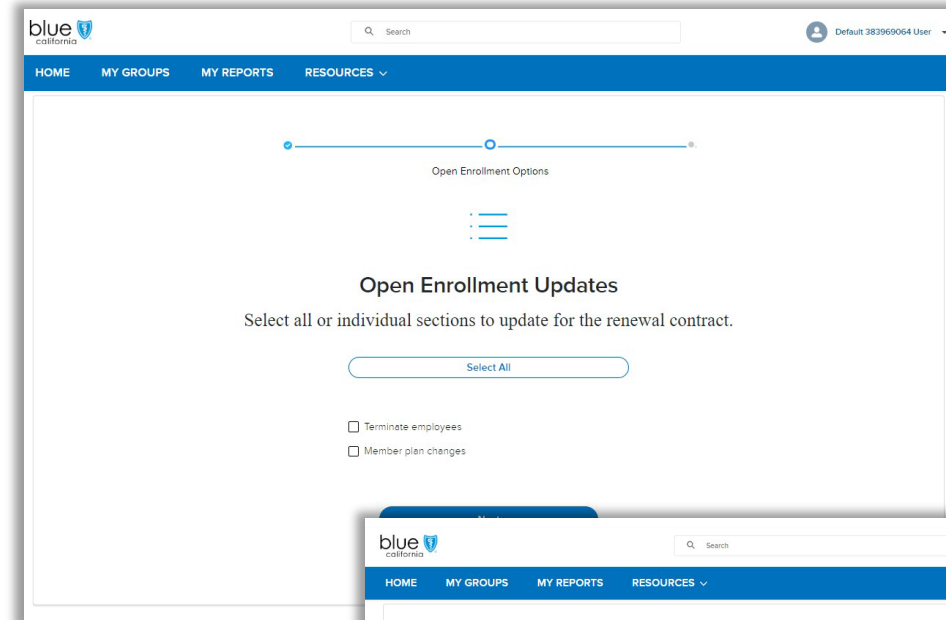 blue
california
Search
Default 383969064 User
HOME MY GROUPS MY REPORTS RESOURCES
Open Enrollment Options
Open Enrollment Updates
Select all or individual sections to update for the renewal contract.
Select All
Terminate employees
Member plan changes
blue
california
Search
HOME MY GROUPS MY REPORTS RESOURCES